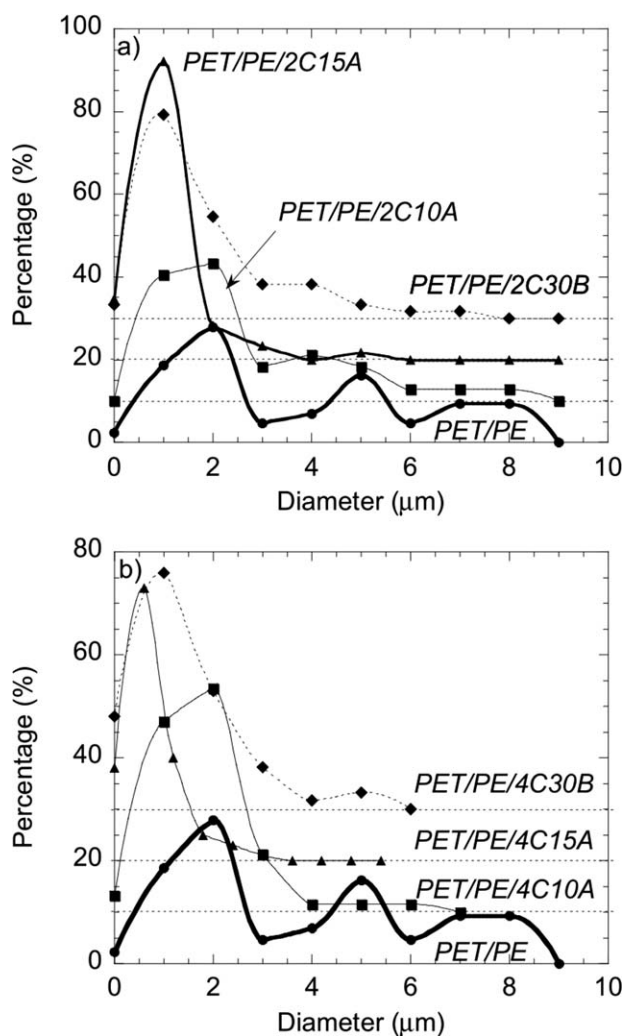 a)
100
80
60
40
20
0
Percentage (%)
PET/PE/2C15A
PET/PE/2C10A
PET/PE/2C30B
PET/PE
0 2 4 6 8 10
Diameter (μm)
b)
80
60
40
20
0
Percentage (%)
PET/PE/4C30B
PET/PE/4C15A
PET/PE/4C10A
PET/PE
0 2 4 6 8 10
Diameter (μm)